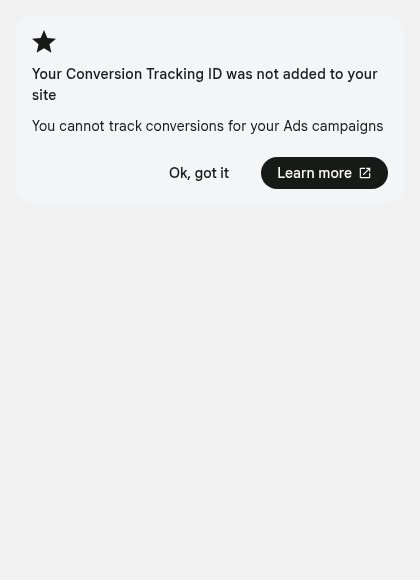 Your Conversion Tracking ID was not added to your
site
You cannot track conversions for your Ads campaigns
Ok, got it
Learn more